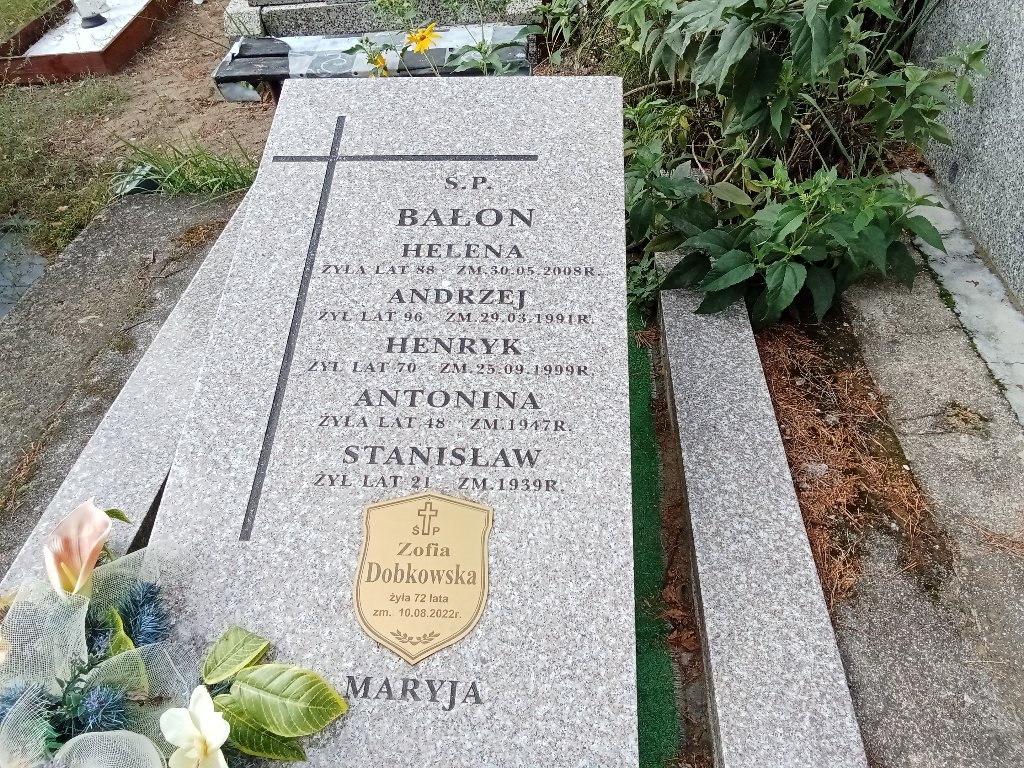 Ś.P.
BAŁON
HELENA
ŻYŁA LAT 88 ZM.30.05.2008R.
ANDRZEJ
ŻYŁ LAT 96 ZM.29.03.1991R.
HENRYK
ŻYŁ LAT 70 ZM.25.09.1999R.
ANTONINA
ŻYŁA LAT 48 ZM.1947R.
STANISŁAW
ŻYŁ LAT 21 ZM.1939R.
Ś P
Zofia
Dobkowska
żyła 72 lata
zm. 10.08.2022r.
MARYJA